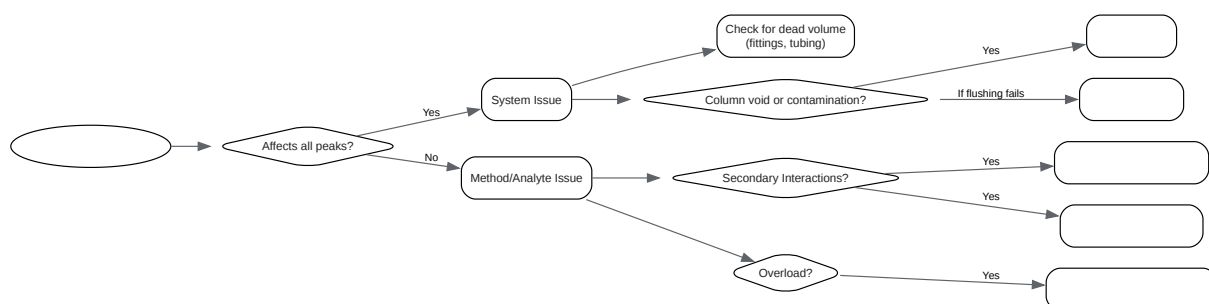 Check for dead volume
(fittings, tubing)
Yes
System Issue
Column void or contamination?
If flushing fails
Yes
Affects all peaks?
No
Yes
Method/Analyte Issue
Secondary Interactions?
Yes
Overload?
Yes